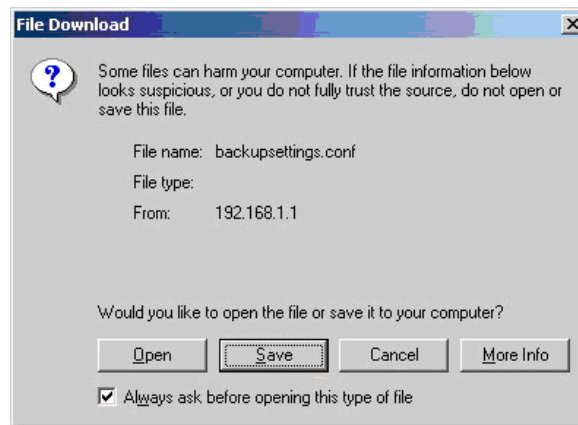 File Download
Some files can harm your computer. If the file information below
looks suspicious, or you do not fully trust the source, do not open or
save this file.
File name: backupsettings.conf
File type:
From: 192.168.1.1
Would you like to open the file or save it to your computer?
Open Save Cancel More Info
Always ask before opening this type of file